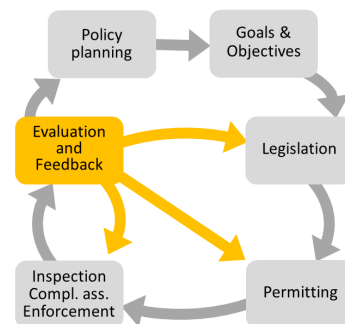 Policy
planning
Goals &
Objectives
Evaluation
and
Feedback
Legislation
Inspection
Compl. ass.
Enforcement
Permitting